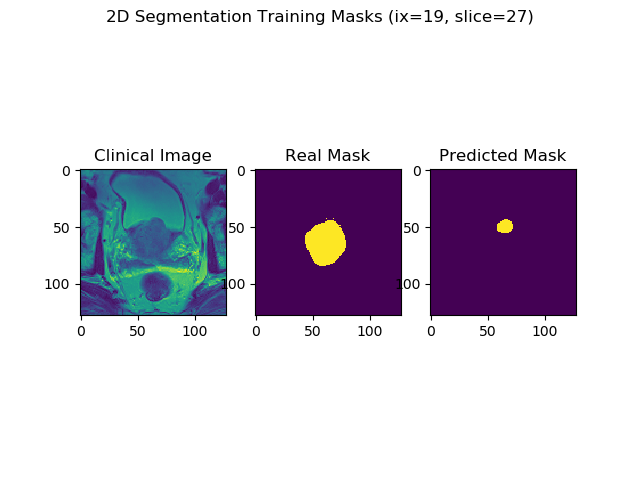 2D Segmentation Training Masks (ix=19, slice=27)
Clinical Image Real Mask Predicted Mask
0 0 0
50 50 50
100 100 100
0 50 100 0 50 100 0 50 100